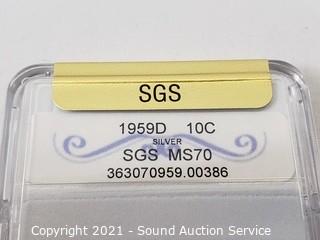 SGS
1959D 10C
SILVER
SGS MS70
363070959.00386
Copyright 2021 - Sound Auction Service